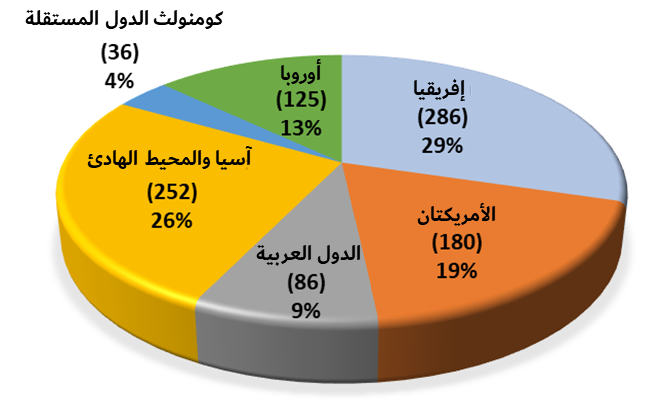 كومنولث الدول المستقلة
(36)
4%
أوروبا
(125)
13%
إفريقيا
(286)
29%
آسيا والمحيط الهادئ
(252)
26%
الأمريكتان
(180)
19%
الدول العربية
(86)
9%